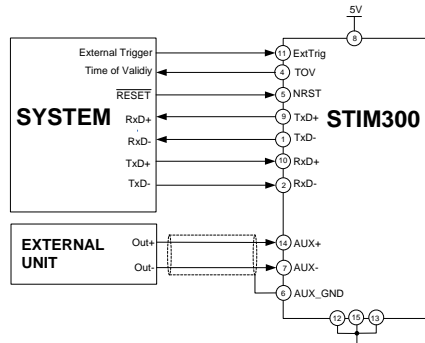 5V
8
External Trigger 11 ExtTrig
Time of Validiy 4 TOV
RESET 5 NRST
SYSTEM RxD+ 9 TxD+ STIM300
RxD- 1 TxD-
TxD+ 10 RxD+
TxD- 2 RxD-
EXTERNAL UNIT
Out+ 14 AUX+
Out- 7 AUX-
6 AUX_GND
12 15 13